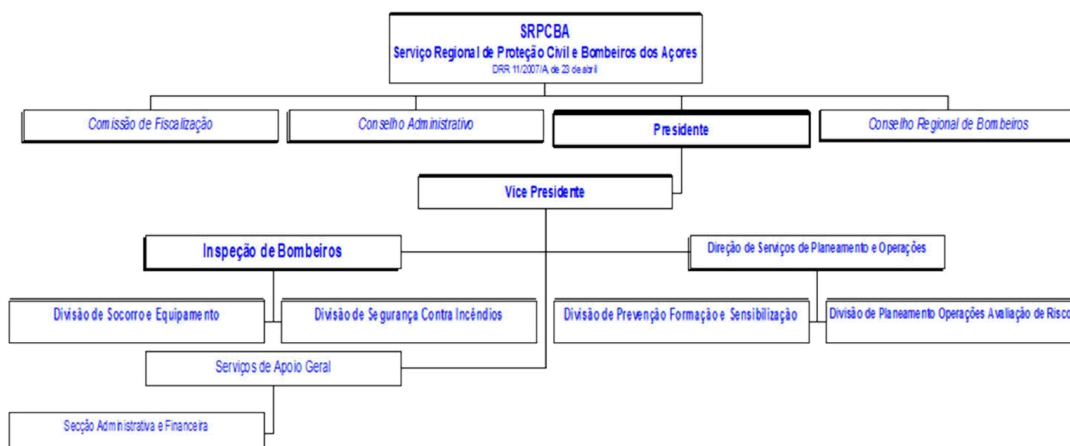 SRPCBA
Serviço Regional de Proteção Civil e Bombeiros dos Açores
DRR 11/2007/A, de 23 de abril
Comissão de Fiscalização
Conselho Administrativo
Presidente
Conselho Regional de Bombeiros
Vice Presidente
Inspeção de Bombeiros
Direção de Serviços de Planeamento e Operações
Divisão de Socorro e Equipamento
Divisão de Segurança Contra Incêndios
Divisão de Prevenção Formação e Sensibilização
Divisão de Planeamento Operações Avaliação de Risco
Serviços de Apoio Geral
Secção Administrativa e Financeira